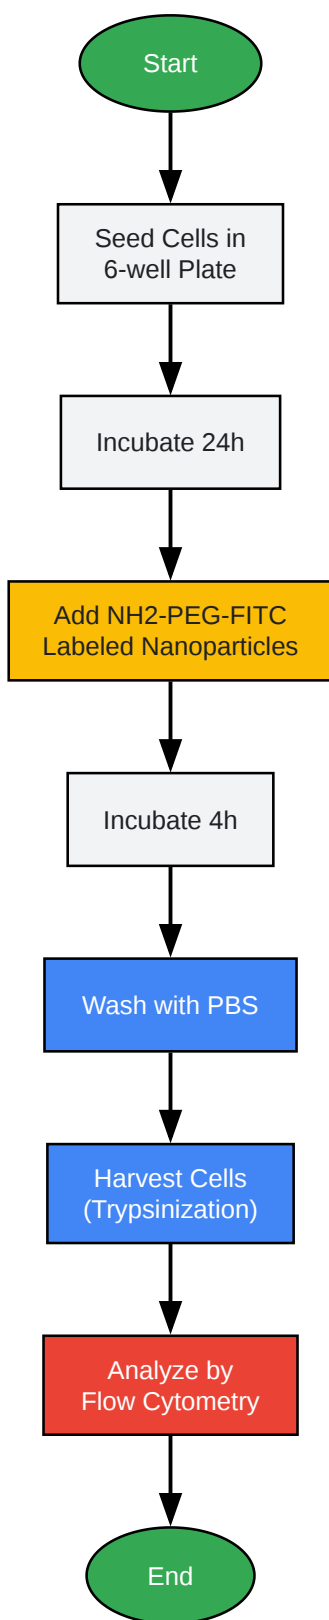 Start
Seed Cells in
6-well Plate
Incubate 24h
Add NH2-PEG-FITC
Labeled Nanoparticles
Incubate 4h
Wash with PBS
Harvest Cells
(Trypsinization)
Analyze by
Flow Cytometry
End